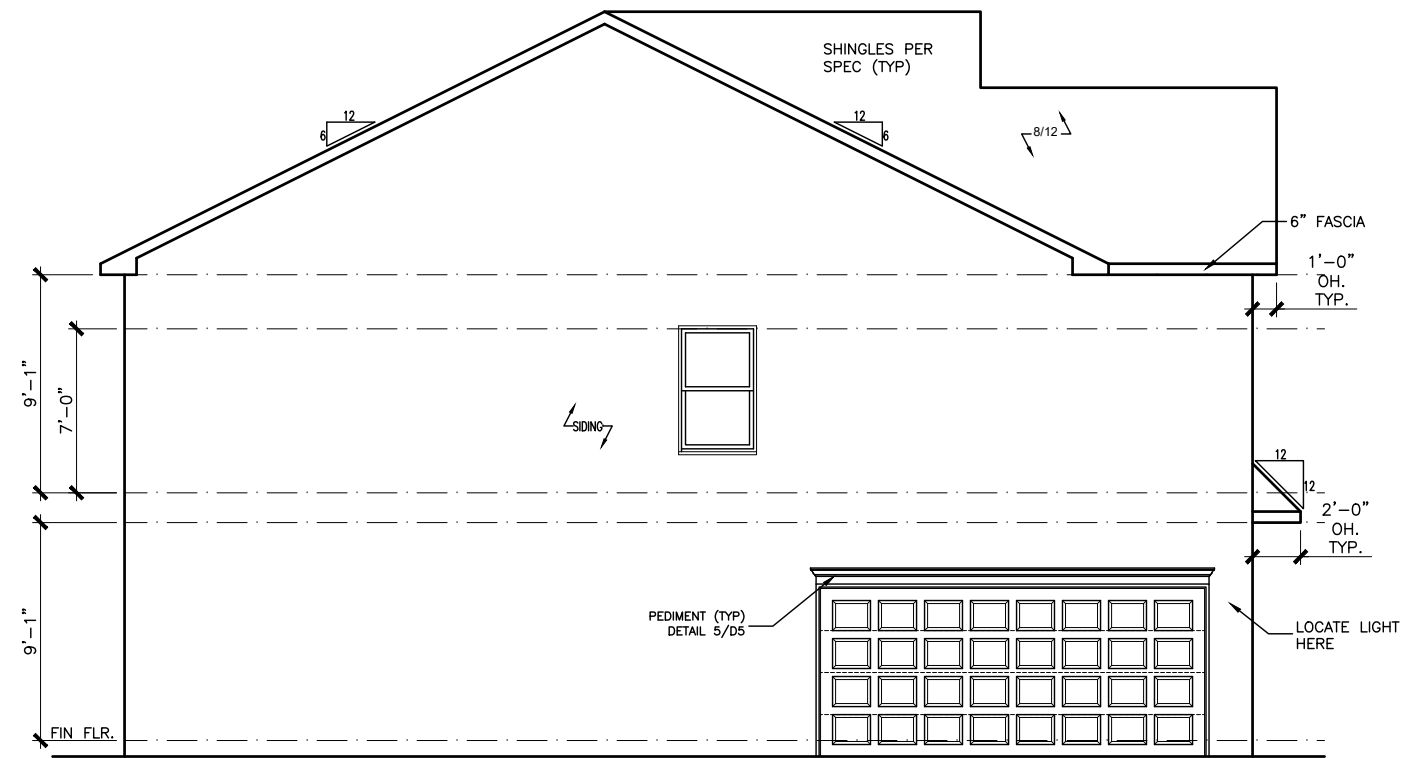 SHINGLES PER
SPEC (TYP)
12
6
12
6
8/12
6" FASCIA
1'-0"
OH.
TYP.
9'-1"
7'-0"
SIDING
12
12
2'-0"
OH.
TYP.
9'-1"
PEDIMENT (TYP)
DETAIL 5/D5
LOCATE LIGHT
HERE
FIN FLR.